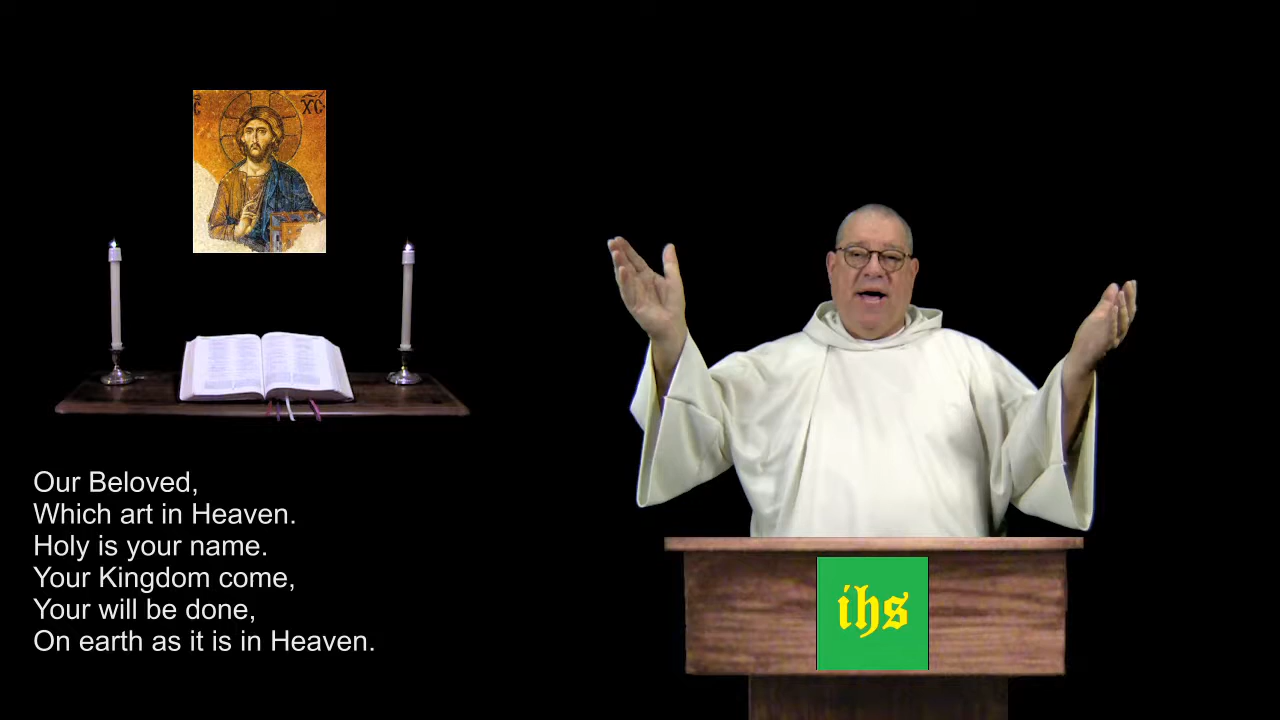 XC
Our Beloved,
Which art in Heaven.
Holy is your name.
Your Kingdom come,
Your will be done,
On earth as it is in Heaven.
ihs